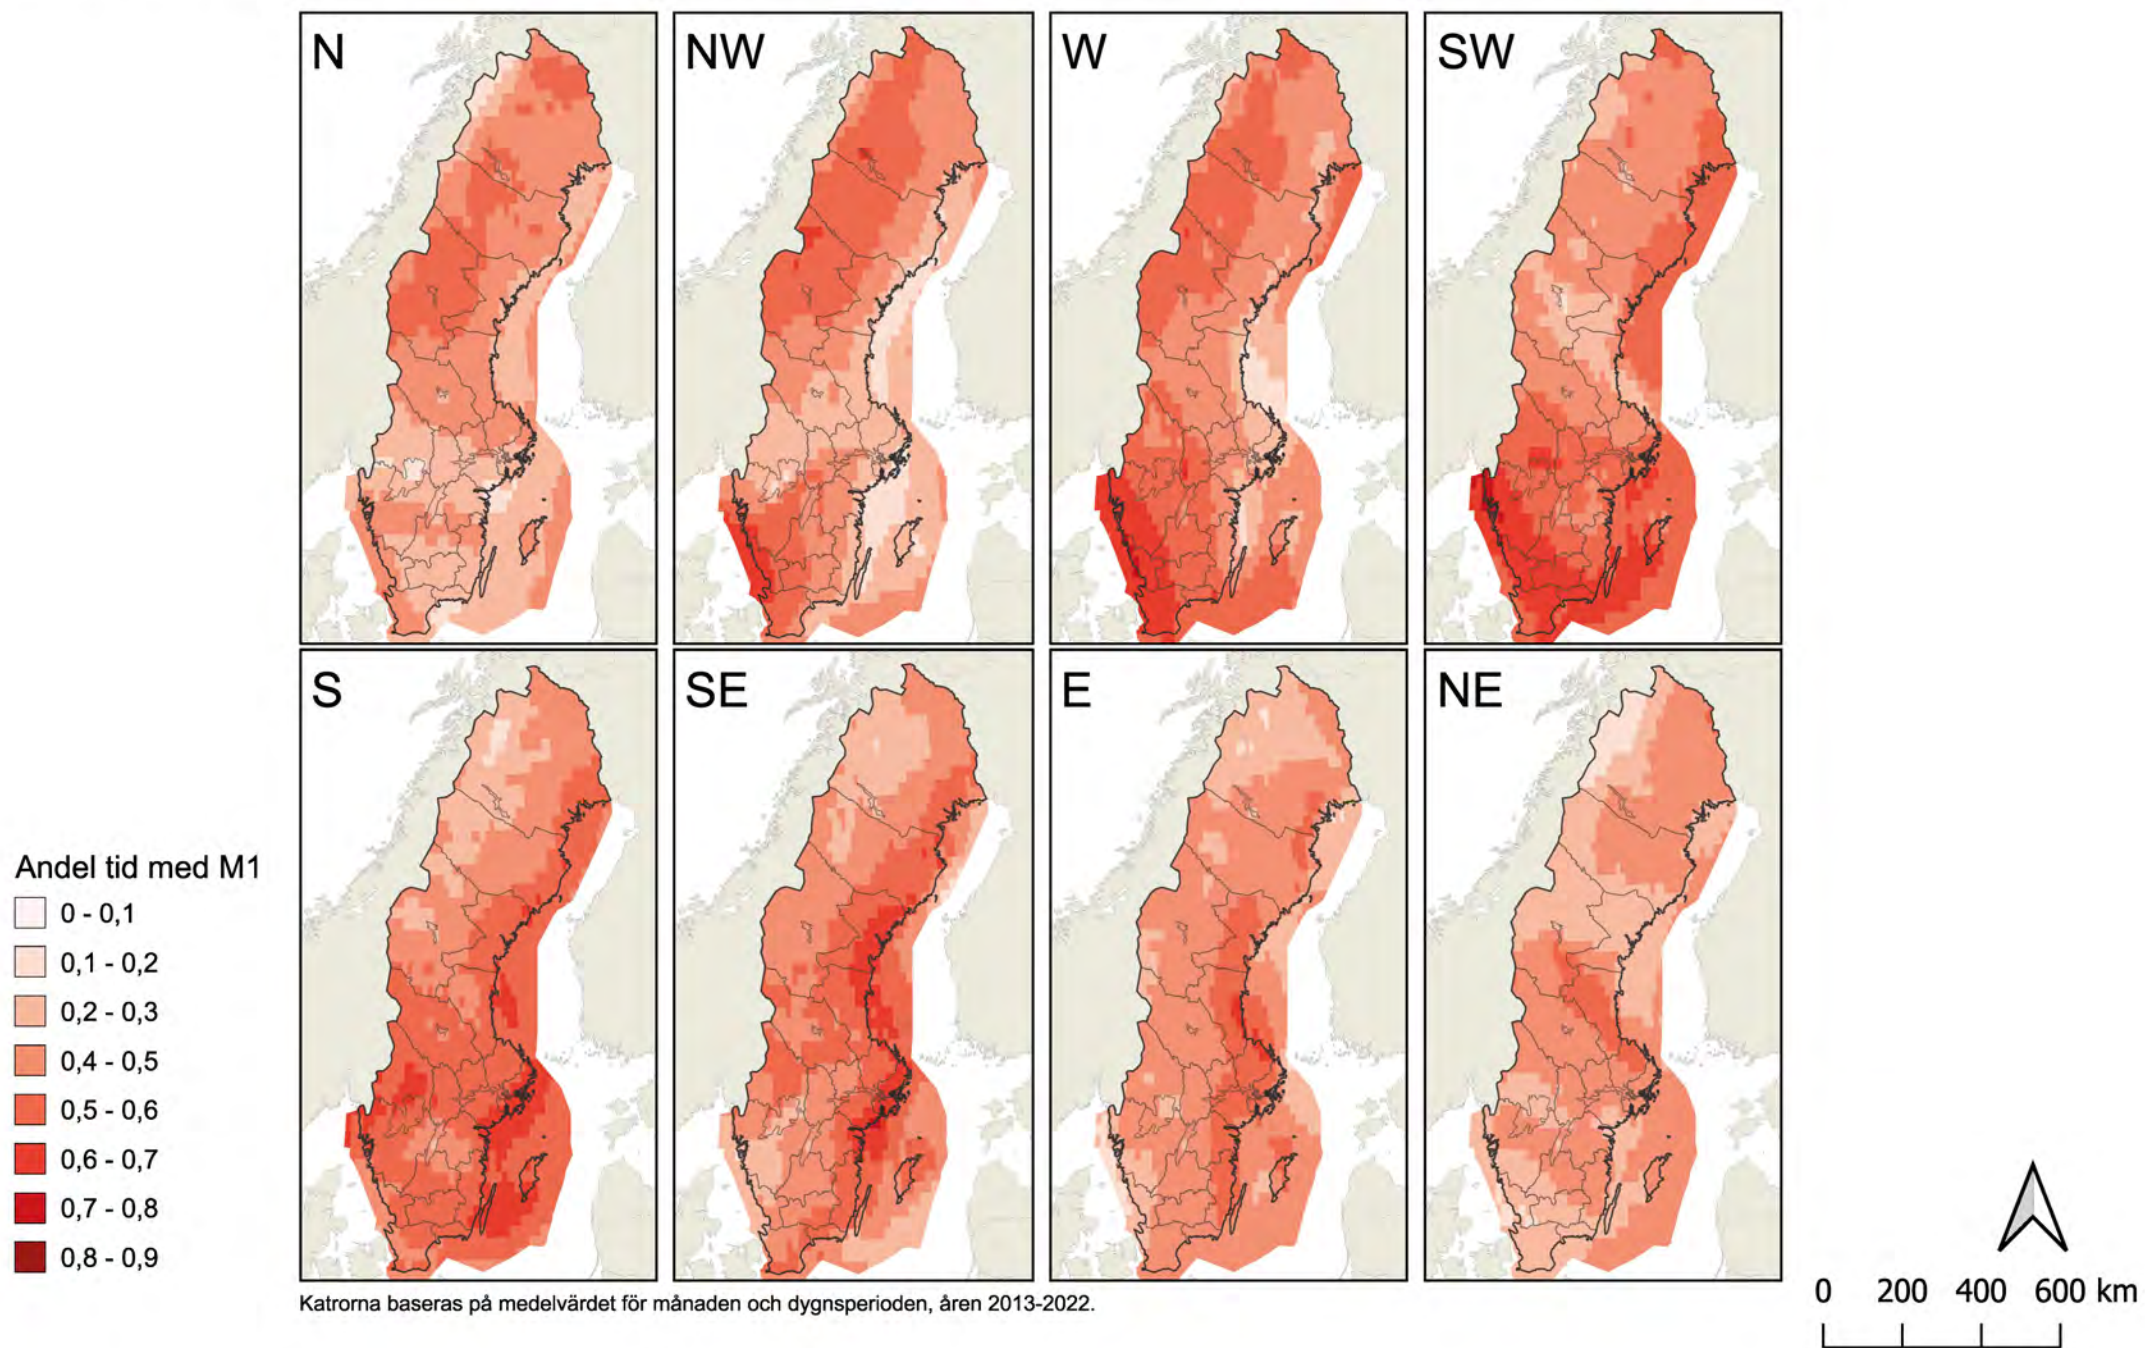 N
NW
W
SW
S
SE
E
NE
Andel tid med M1
0 - 0,1
0,1 - 0,2
0,2 - 0,3
0,4 - 0,5
0,5 - 0,6
0,6 - 0,7
0,7 - 0,8
0,8 - 0,9
Katrorna baseras på medelvärdet för månaden och dygnsperioden, åren 2013-2022.
0 200 400 600 km